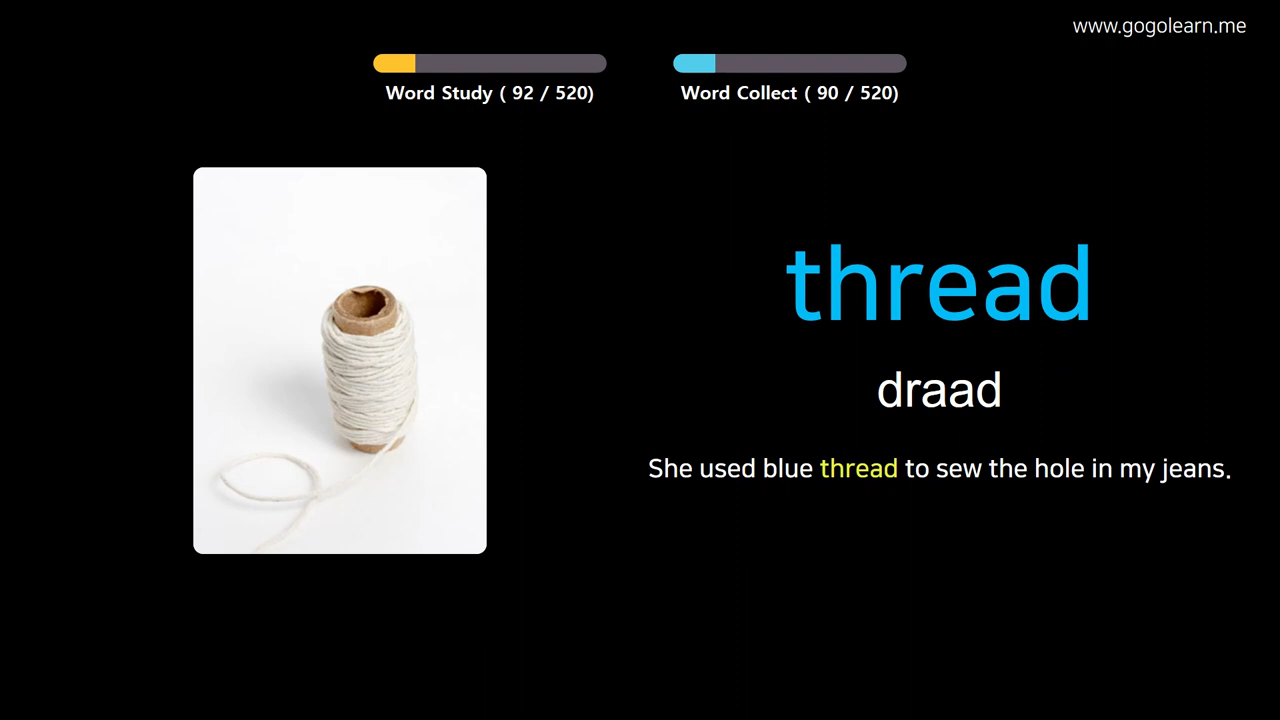 www.gogolearn.me
Word Study ( 92 / 520)
Word Collect ( 90 / 520)
thread
draad
She used blue thread to sew the hole in my jeans.